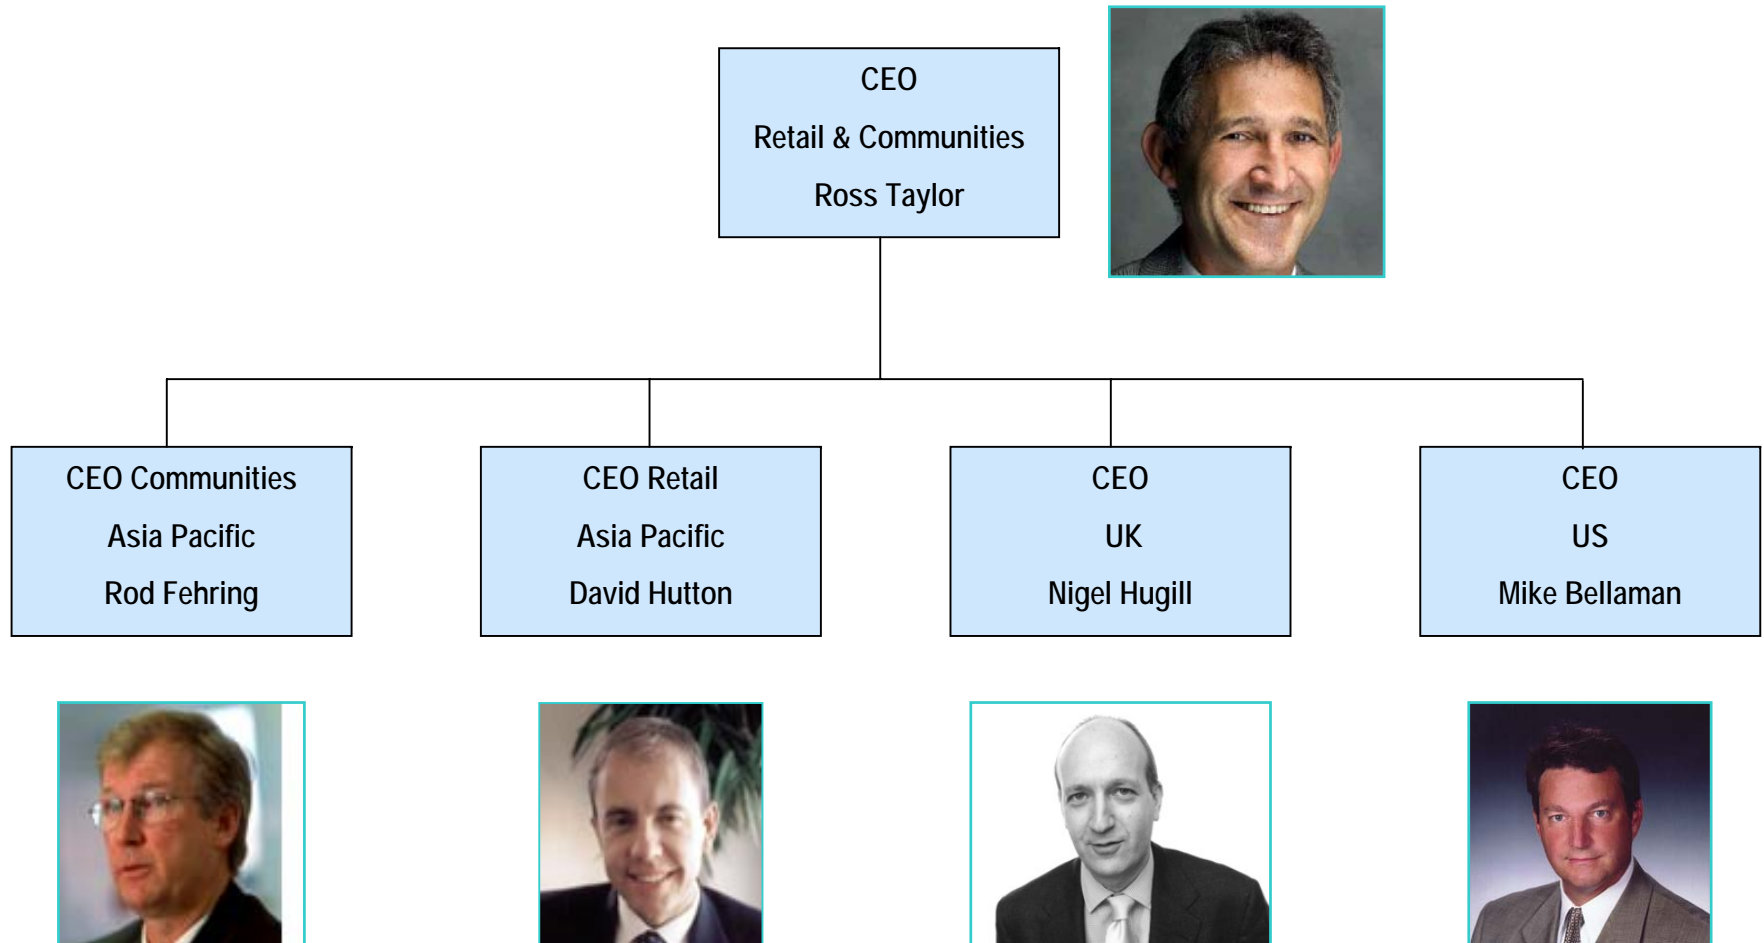 CEO
Retail & Communities
Ross Taylor
CEO Communities
Asia Pacific
Rod Fehring
CEO Retail
Asia Pacific
David Hutton
CEO
UK
Nigel Hugill
CEO
US
Mike Bellaman